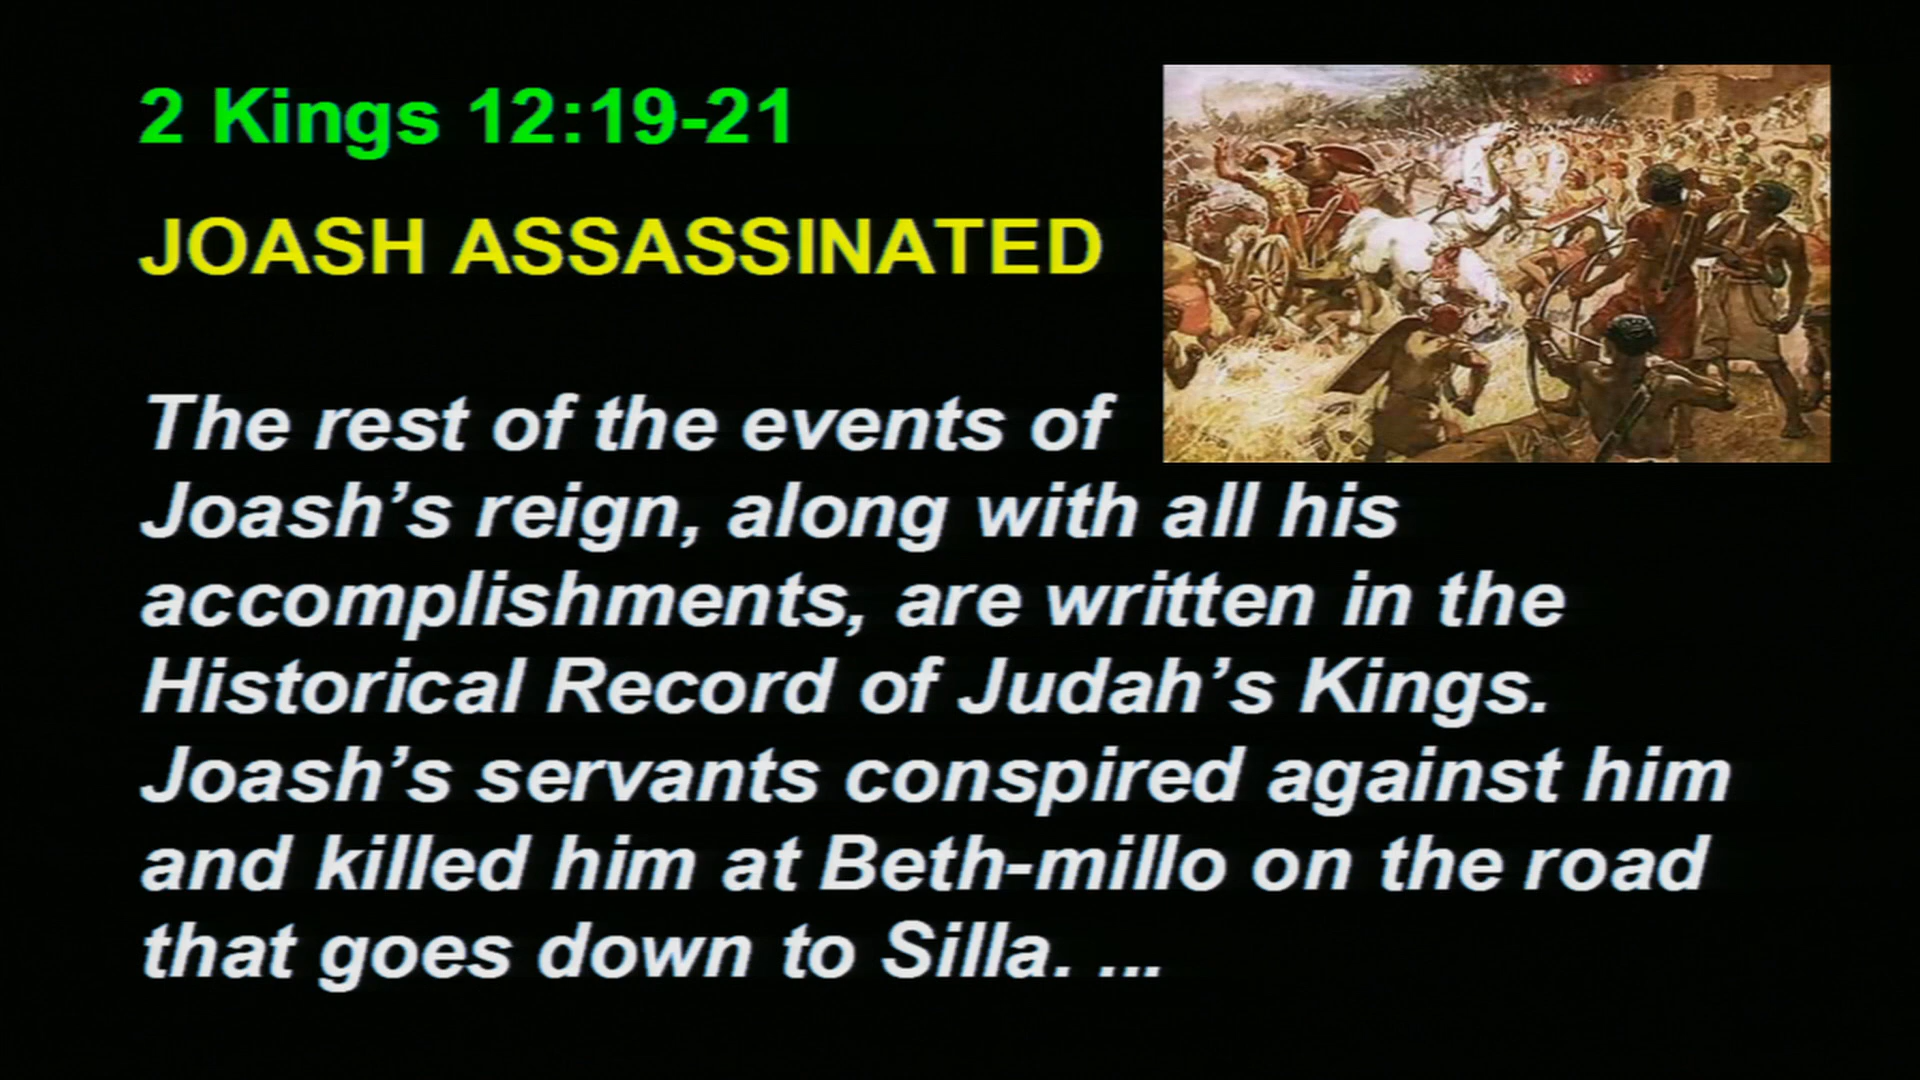 2 Kings 12:19-21
JOASH ASSASSINATED
The rest of the events of
Joash’s reign, along with all his
accomplishments, are written in the
Historical Record of Judah’s Kings.
Joash’s servants conspired against him
and killed him at Beth-millo on the road
that goes down to Silla. ...